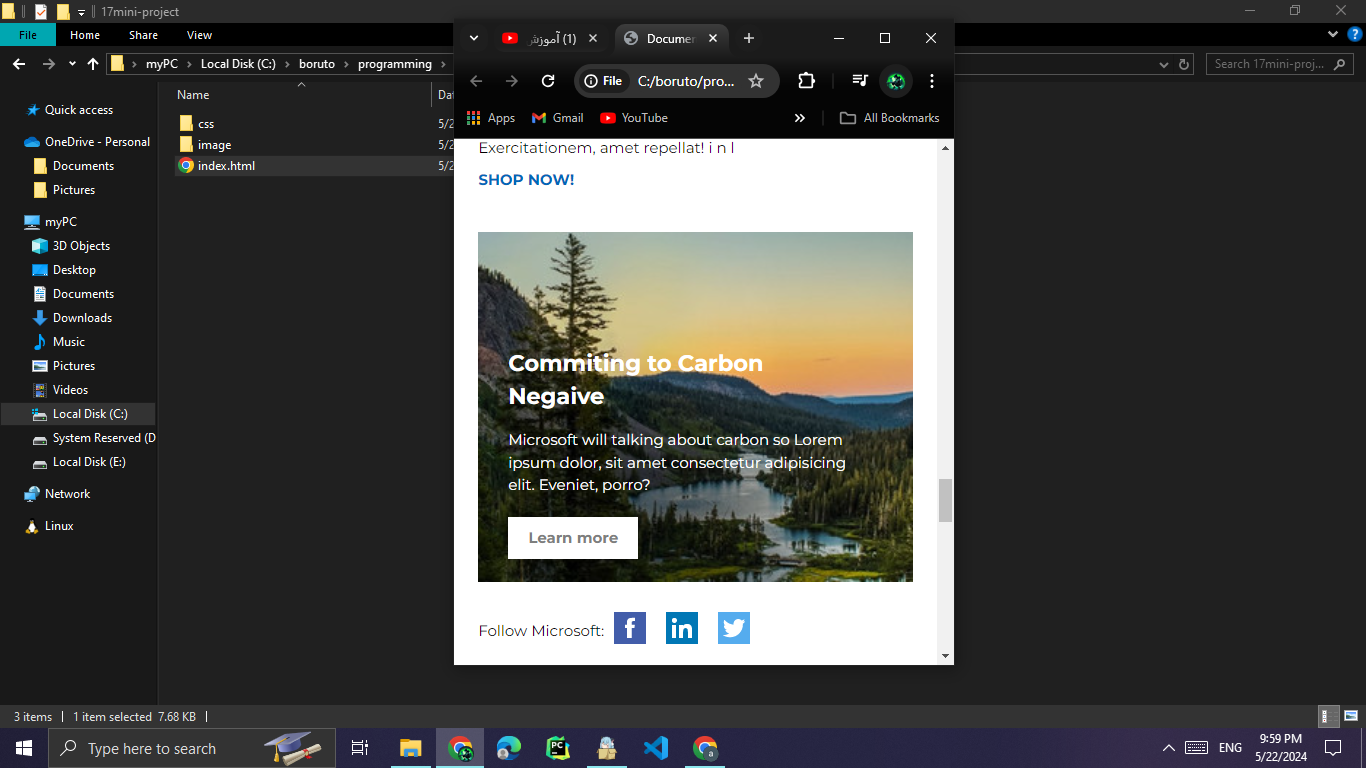 17mini-project
File Home Share View
myPC Local Disk (C:) boruto programming
Search 17mini-proj...
Quick access
OneDrive - Personal
Documents
Pictures
myPC
3D Objects
Desktop
Documents
Downloads
Music
Pictures
Videos
Local Disk (C:)
System Reserved (D
Local Disk (E:)
Network
Linux
Name
css 5/2
image 5/2
index.html 5/2
(1) آموزش
Documen
File C:/boruto/pro...
Apps Gmail YouTube » All Bookmarks
Exercitationem, amet repellat! i n l
SHOP NOW!
Commiting to Carbon
Negaive
Microsoft will talking about carbon so Lorem
ipsum dolor, sit amet consectetur adipisicing
elit. Eveniet, porro?
Learn more
Follow Microsoft:
3 items 1 item selected 7.68 KB
Type here to search
ENG
9:59 PM
5/22/2024